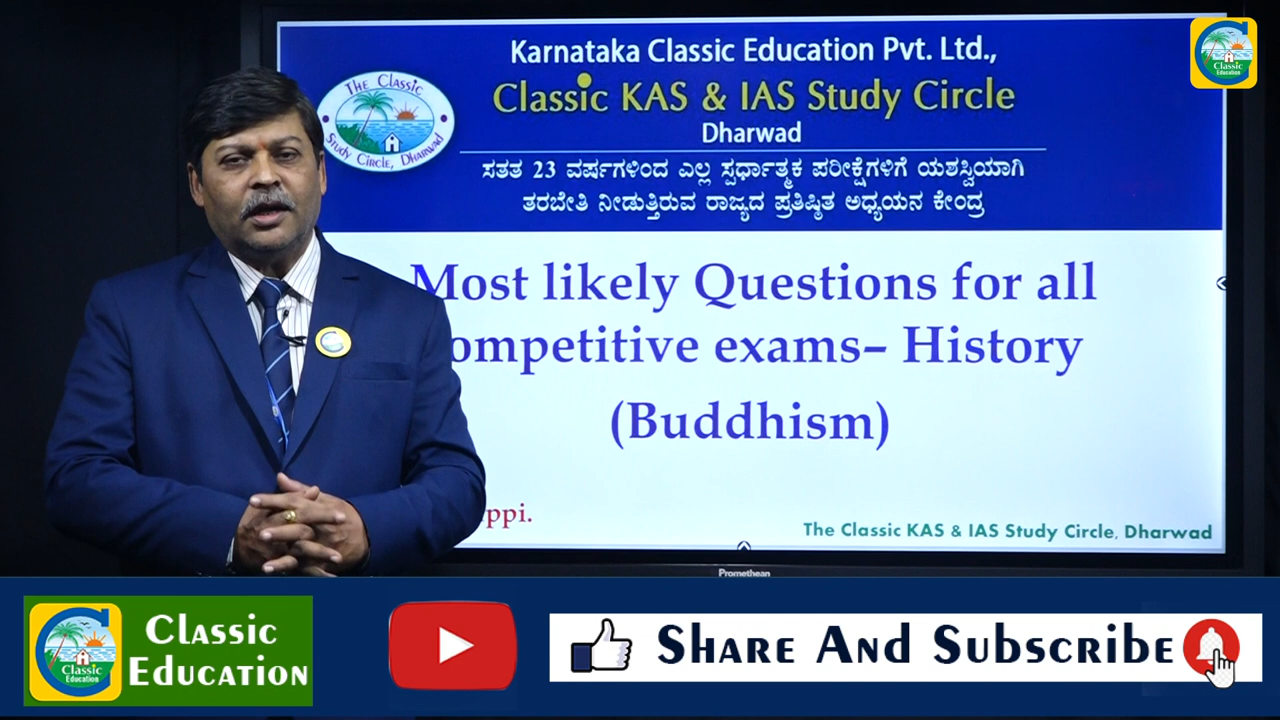 Karnataka Classic Education Pvt. Ltd.,
Classic KAS & IAS Study Circle
Dharwad
ಸತತ 23 ವರ್ಷಗಳಿಂದ ಎಲ್ಲ ಸ್ಪರ್ಧಾತ್ಮಕ ಪರೀಕ್ಷೆಗಳಿಗೆ ಯಶಸ್ವಿಯಾಗಿ
ತರಬೇತಿ ನೀಡುತ್ತಿರುವ ರಾಜ್ಯದ ಪ್ರತಿಷ್ಠಿತ ಅಧ್ಯಯನ ಕೇಂದ್ರ
The Classic
Study Circle, Dharwad
Classic
Education
Most likely Questions for all
ompetitive exams– History
(Buddhism)
ppi.
The Classic KAS & IAS Study Circle, Dharwad
Promethean
Classic
Education
Classic
Education
Share And Subscribe